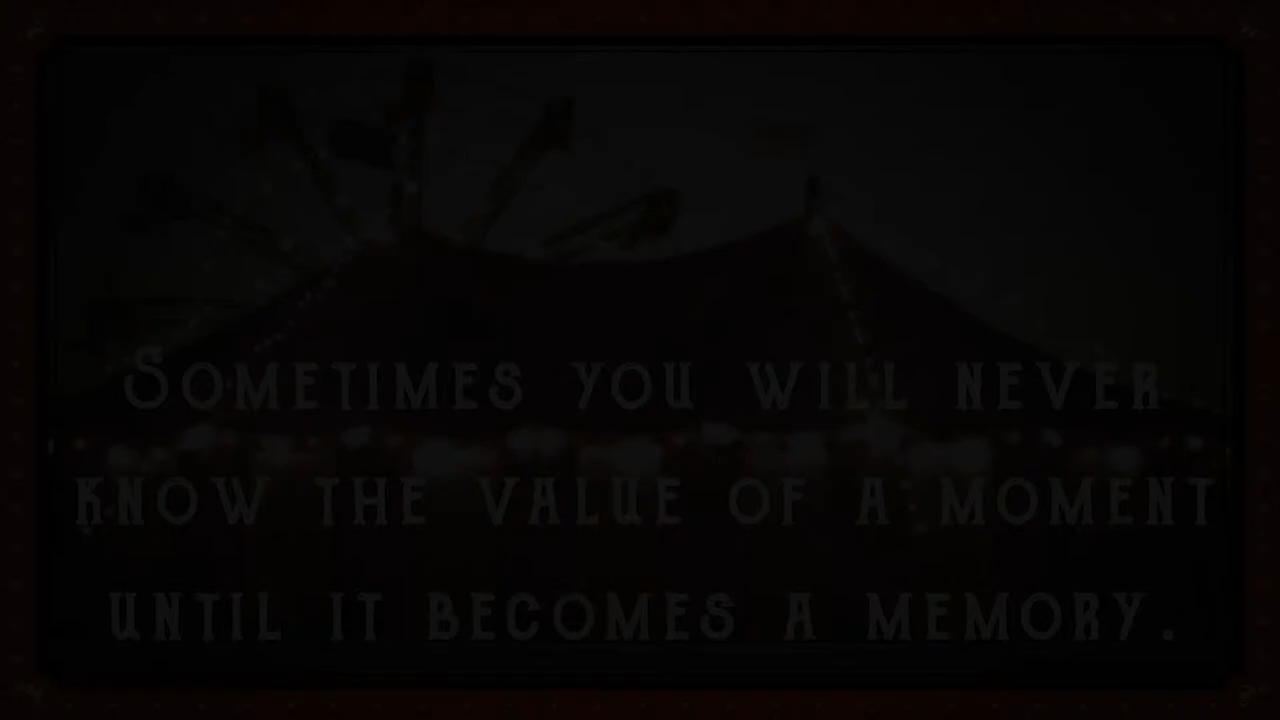 Sometimes you will never
know the value of a moment
until it becomes a memory.